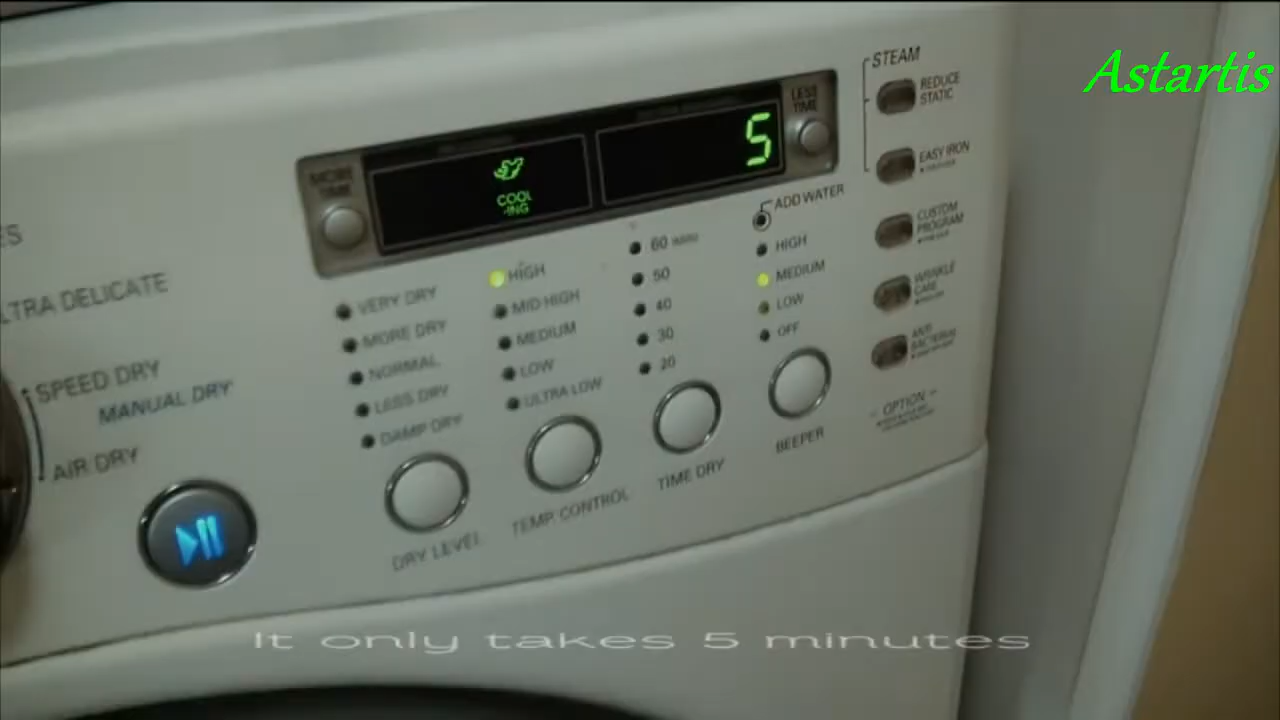 Astartis
STEAM
REDUCE
STATIC
LESS
TIME
5
MORE
TIME
COOL
-ING
EASY IRON
ADD WATER
CUSTOM
PROGRAM
ES
HIGH
60
HIGH
ULTRA DELICATE
VERY DRY
MID HIGH
50
MEDIUM
WRINKLE
CARE
MORE DRY
MEDIUM
40
LOW
SPEED DRY
NORMAL
LOW
30
OFF
ANTI
BACTERIAL
MANUAL DRY
LESS DRY
ULTRA LOW
20
AIR DRY
DAMP DRY
OPTION
BEEPER
TIME DRY
TEMP. CONTROL
DRY LEVEL
It only takes 5 minutes